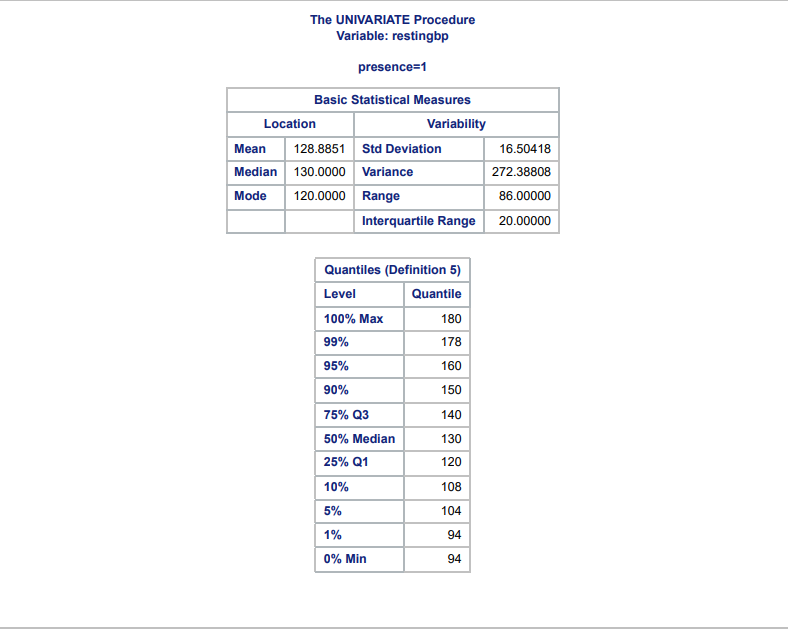 The UNIVARIATE Procedure
Variable: restingbp
presence=1
Basic Statistical Measures
Location Variability
Mean 128.8851 Std Deviation 16.50418
Median 130.0000 Variance 272.38808
Mode 120.0000 Range 86.00000
Interquartile Range 20.00000
Quantiles (Definition 5)
Level Quantile
100% Max 180
99% 178
95% 160
90% 150
75% Q3 140
50% Median 130
25% Q1 120
10% 108
5% 104
1% 94
0% Min 94